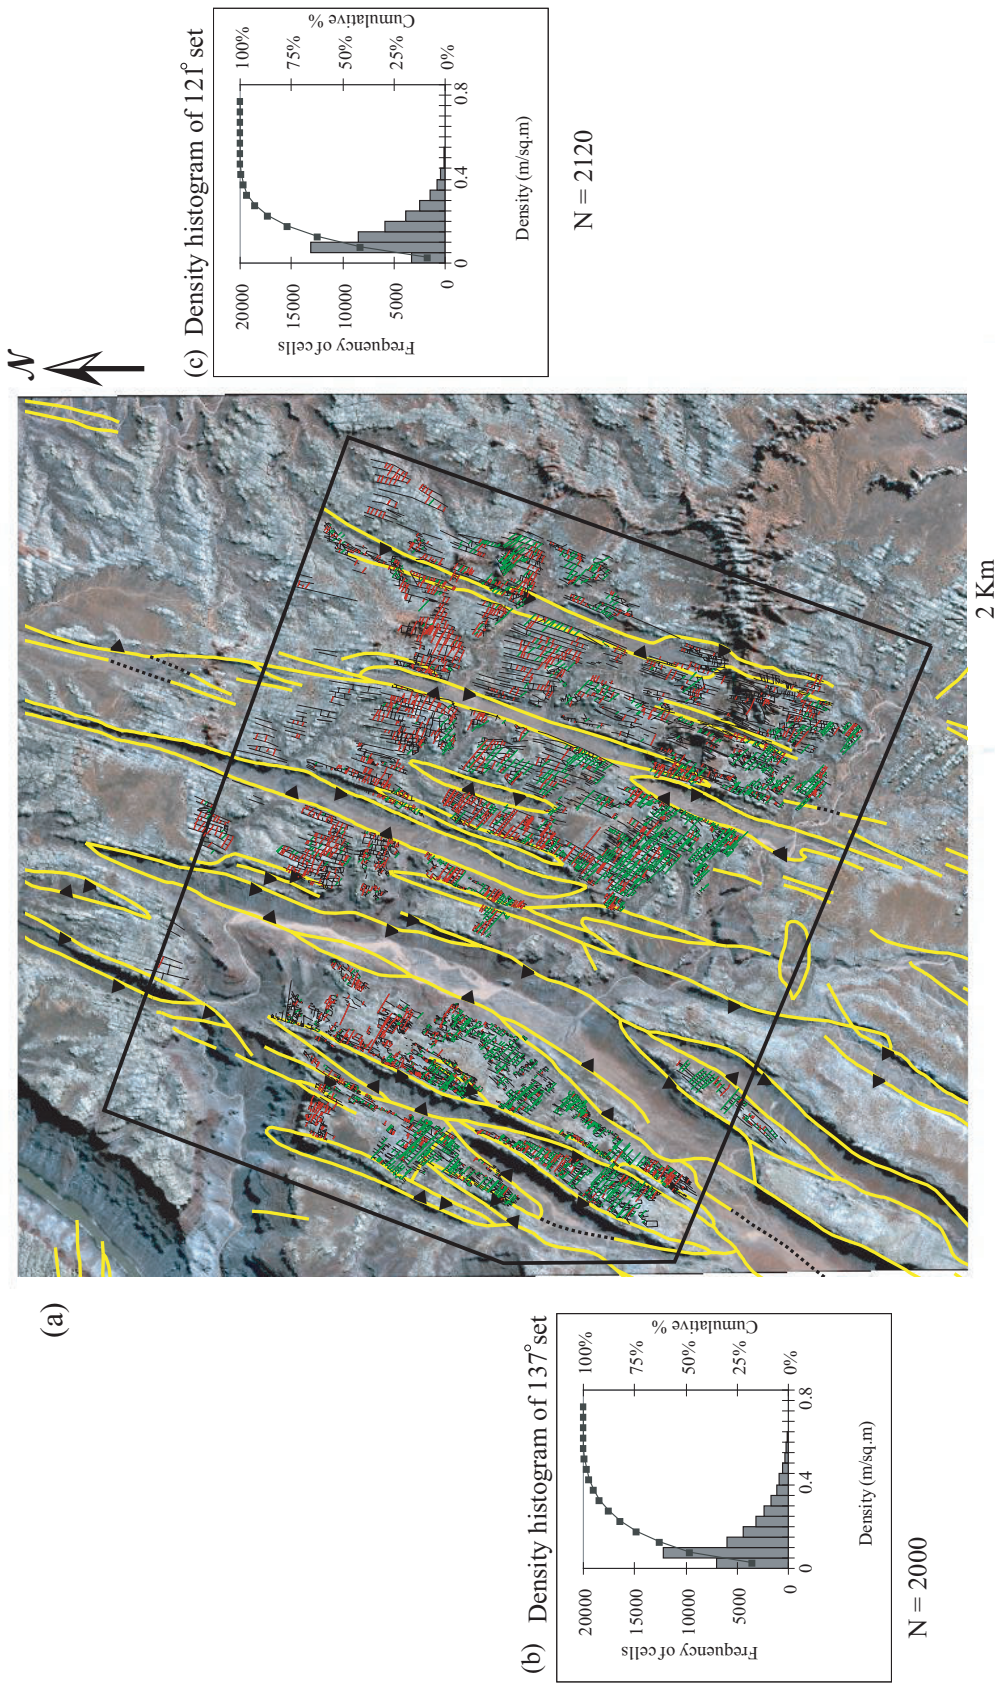 (a)
N
2 Km
(b) Density histogram of 137° set
Frequency of cells
20000
15000
10000
5000
0
0
0.4
0.8
Density (m/sq.m)
100%
75%
50%
25%
0%
Cumulative %
N = 2000
(c) Density histogram of 121° set
Frequency of cells
20000
15000
10000
5000
0
0
0.4
0.8
Density (m/sq.m)
100%
75%
50%
25%
0%
Cumulative %
N = 2120